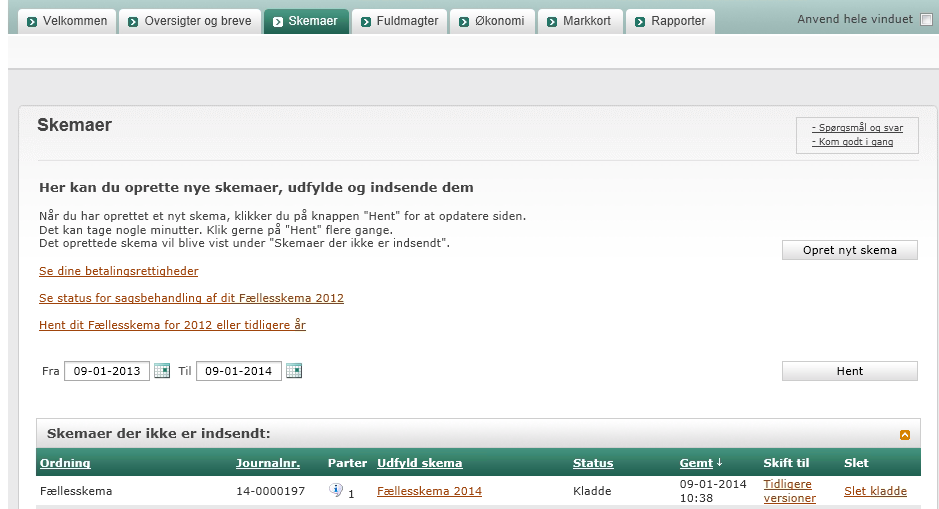 Velkommen Oversigter og breve Skemaer Fuldmagter Økonomi Markkort Rapporter Anvend hele vinduet
Skemaer
- Spørgsmål og svar
- Kom godt i gang
Her kan du oprette nye skemaer, udfylde og indsende dem
Når du har oprettet et nyt skema, klikker du på knappen "Hent" for at opdatere siden.
Det kan tage nogle minutter. Klik gerne på "Hent" flere gange.
Det oprettede skema vil blive vist under "Skemaer der ikke er indsendt".
Opret nyt skema
Se dine betalingsrettigheder
Se status for sagsbehandling af dit Fællesskema 2012
Hent dit Fællesskema for 2012 eller tidligere år
Fra 09-01-2013 Til 09-01-2014 Hent
Skemaer der ikke er indsendt:
Ordning Journalnr. Parter Udfyld skema Status Gemt ↓ Skift til Slet
Fællesskema 14-0000197 1 Fællesskema 2014 Kladde 09-01-2014 10:38 Tidligere versioner Slet kladde